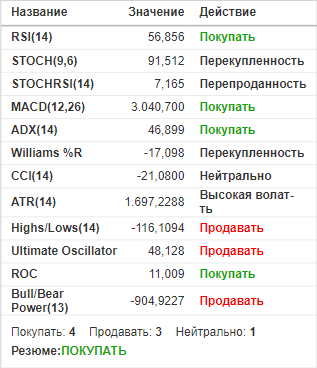 Название Значение Действие
RSI(14) 56,856 Покупать
STOCH(9,6) 91,512 Перекупленность
STOCHRSI(14) 7,165 Перепроданность
MACD(12,26) 3.040,700 Покупать
ADX(14) 46,899 Покупать
Williams %R -17,098 Перекупленность
CCI(14) -21,0800 Нейтрально
ATR(14) 1.697,2288 Высокая волат-
ть
Highs/Lows(14) -116,1094 Продавать
Ultimate Oscillator 48,128 Продавать
ROC 11,009 Покупать
Bull/Bear
Power(13) -904,9227 Продавать
Покупать: 4 Продавать: 3 Нейтрально: 1
Резюме:ПОКУПАТЬ